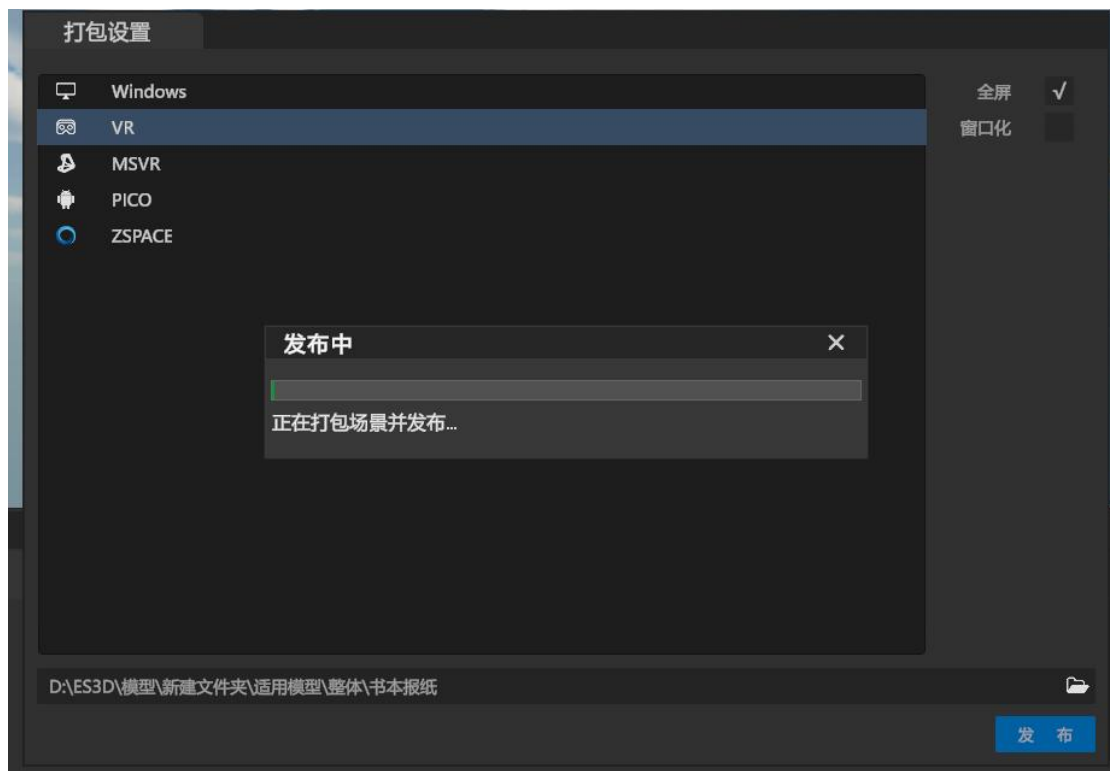 打包设置
Windows
全屏 √
VR
窗口化
MSVR
PICO
ZSPACE
发布中
正在打包场景并发布...
D:\ES3D\模型\新建文件夹\适用模型\整体\书本报纸
发 布